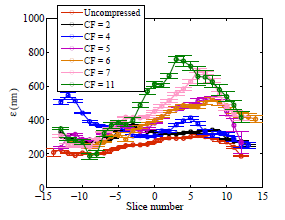 Uncompressed
CF = 2
CF = 4
CF = 5
CF = 6
CF = 7
CF = 11
1000
800
600
400
200
0
ε (nm)
−15 −10 −5 0 5 10 15
Slice number